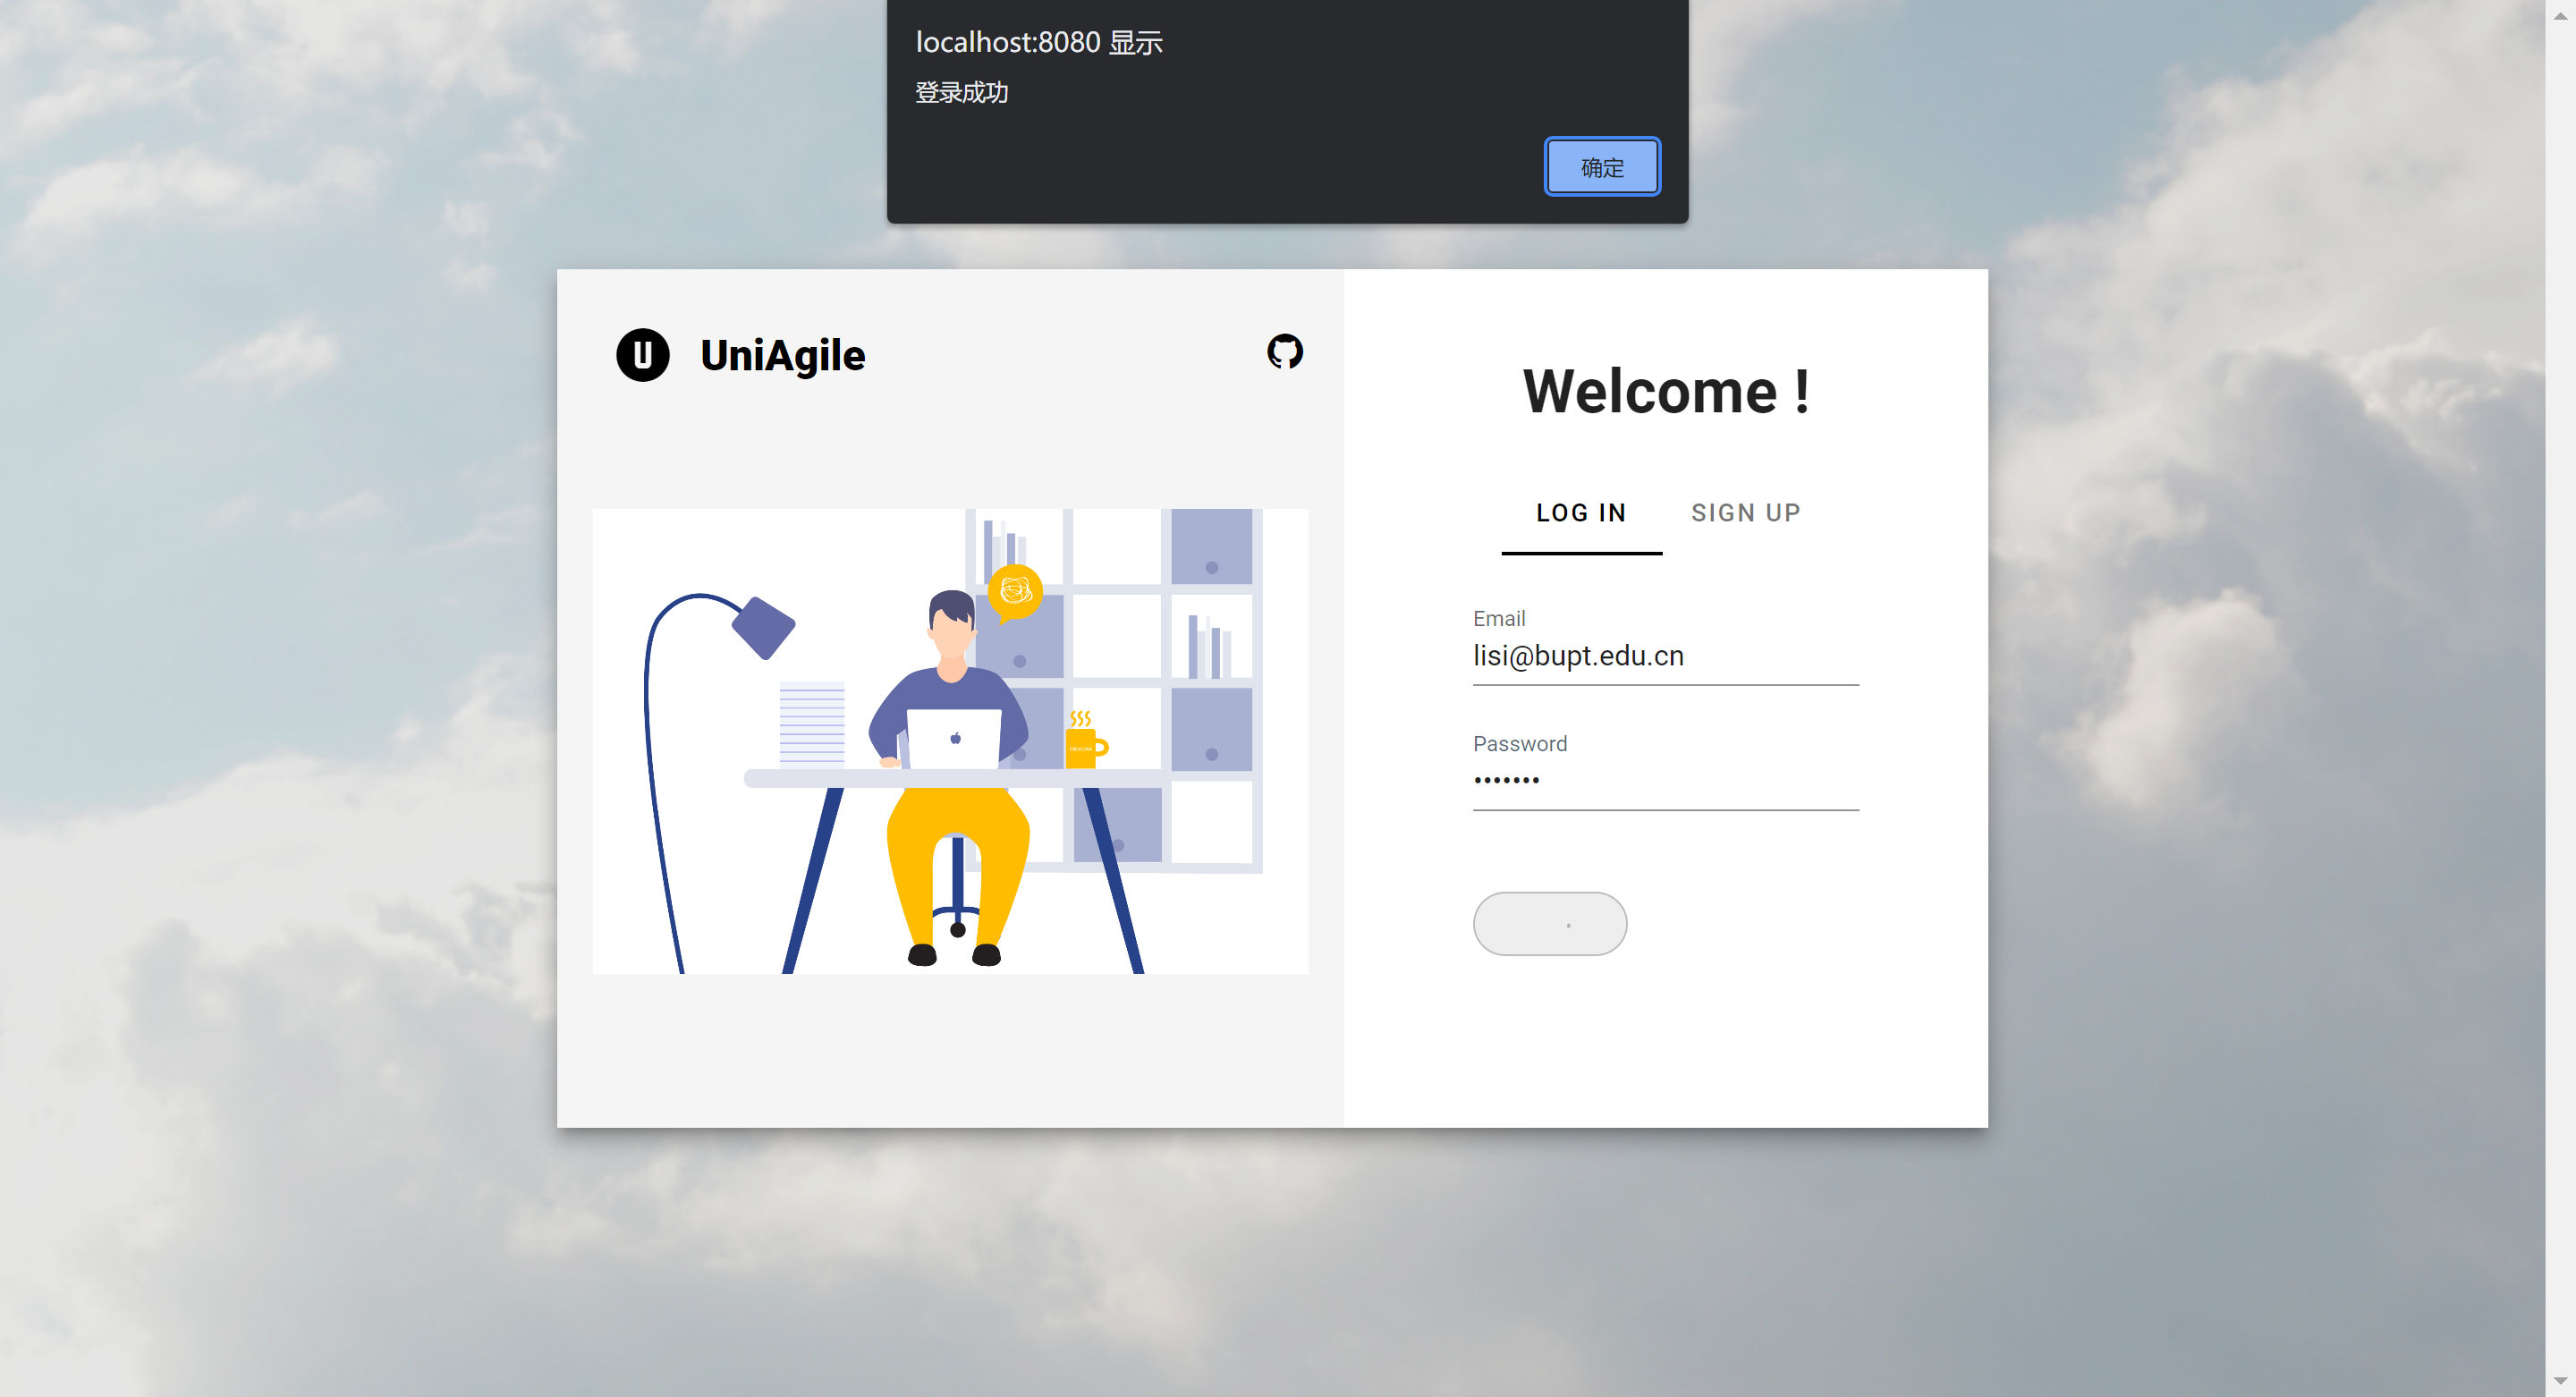 localhost:8080 显示
登录成功
确定
U UniAgile
Welcome !
LOG IN SIGN UP
Email
lisi@bupt.edu.cn
Password
•••••••